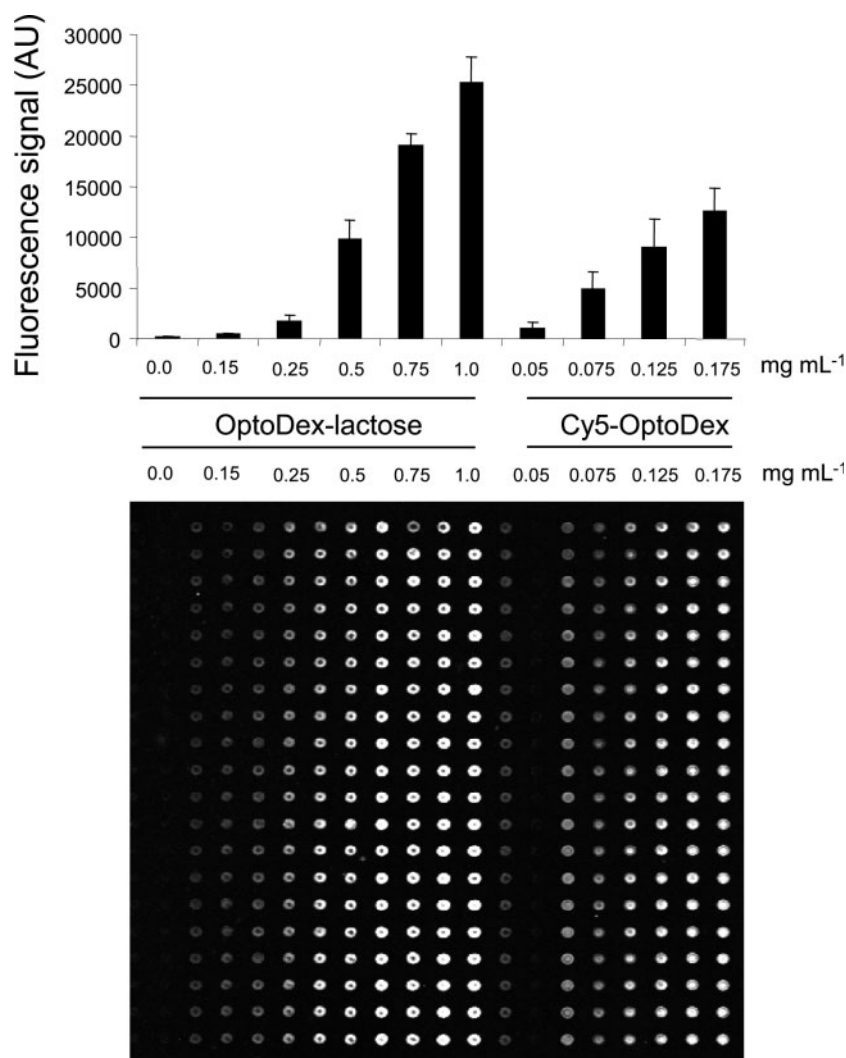 Fluorescence signal (AU)
30000
25000
20000
15000
10000
5000
0
0.0 0.15 0.25 0.5 0.75 1.0 0.05 0.075 0.125 0.175 mg mL⁻¹
OptoDex-lactose Cy5-OptoDex
0.0 0.15 0.25 0.5 0.75 1.0 0.05 0.075 0.125 0.175 mg mL⁻¹